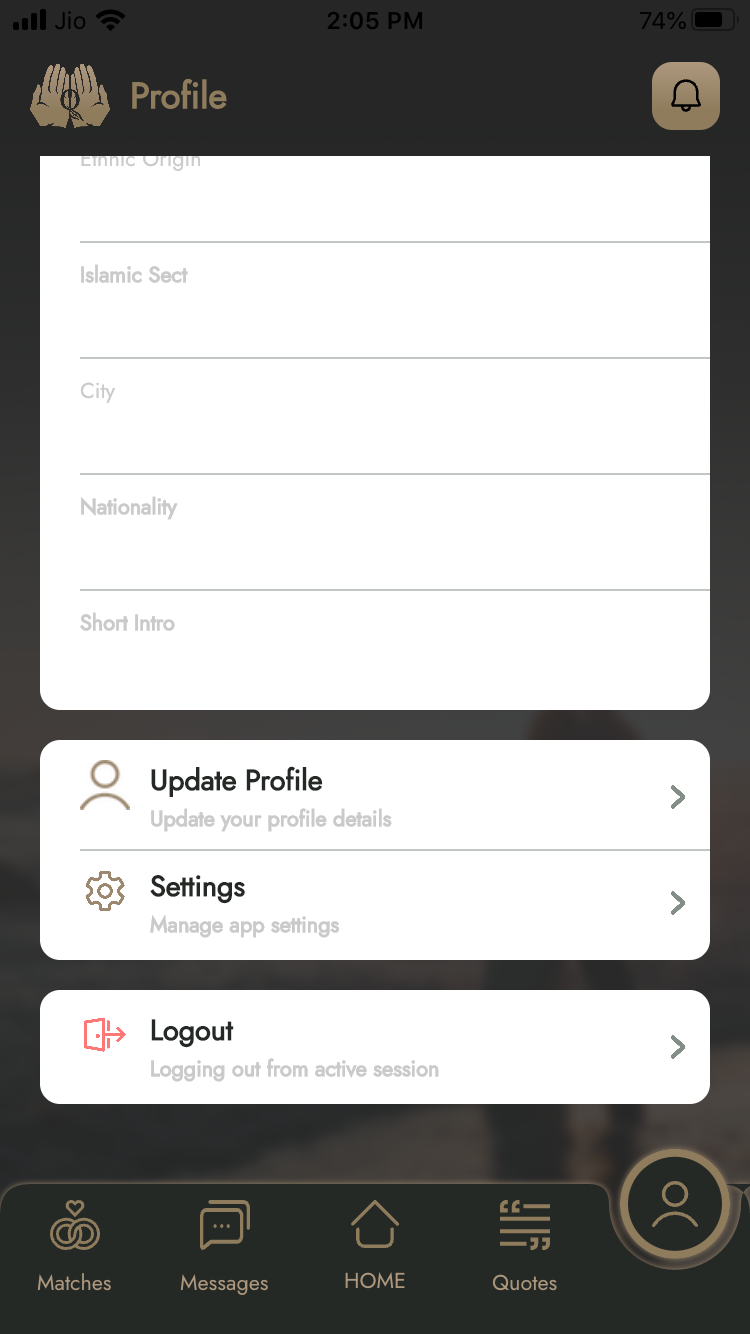 Jio 2:05 PM 74%
Profile
Ethnic Origin
Islamic Sect
City
Nationality
Short Intro
Update Profile
Update your profile details
Settings
Manage app settings
Logout
Logging out from active session
Matches Messages HOME Quotes